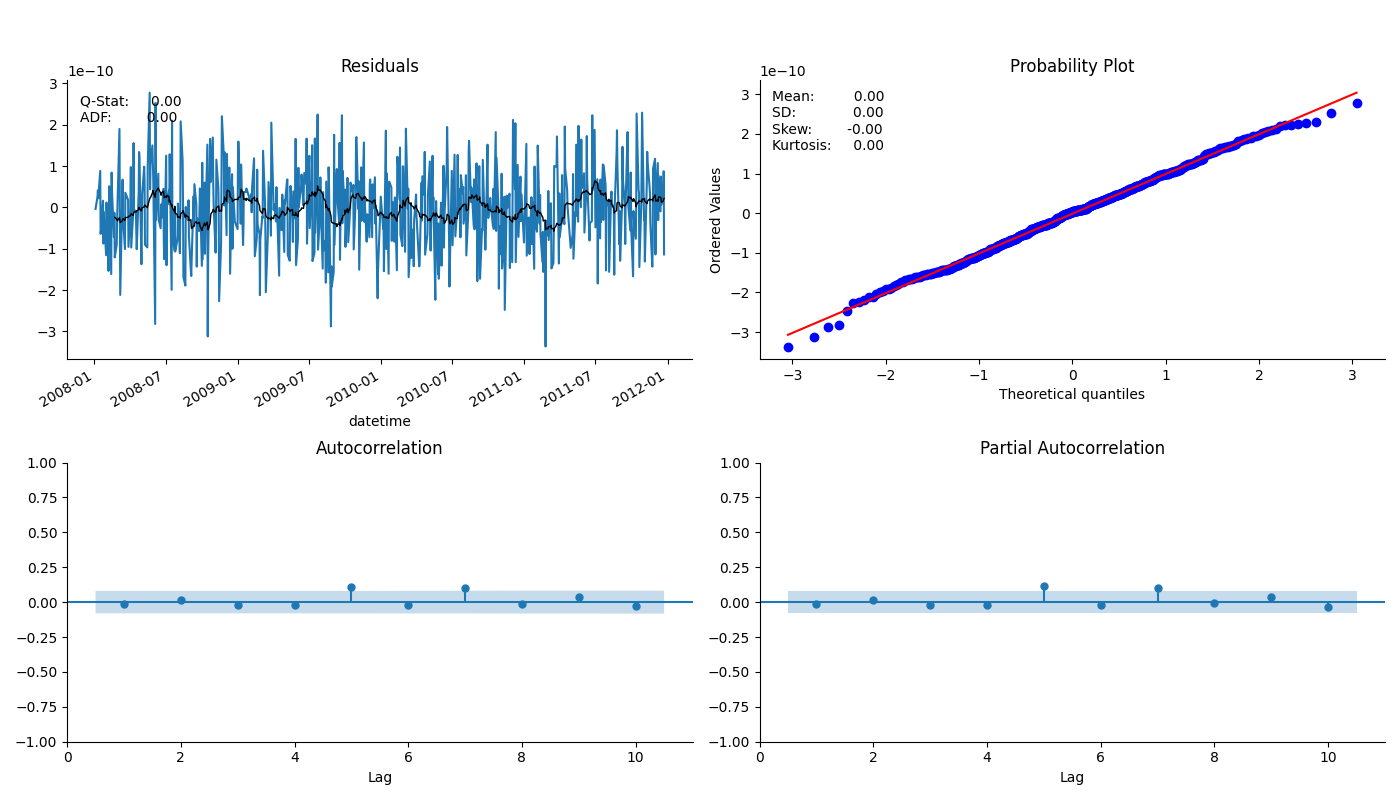 Residuals
1e−10
3
2
1
0
−1
−2
−3
Q-Stat: 0.00
ADF: 0.00
2008-01
2008-07
2009-01
2009-07
2010-01
2010-07
2011-01
2011-07
2012-01
datetime
Probability Plot
1e−10
Ordered Values
3
2
1
0
−1
−2
−3
Mean: 0.00
SD: 0.00
Skew: -0.00
Kurtosis: 0.00
−3 −2 −1 0 1 2 3
Theoretical quantiles
Autocorrelation
1.00
0.75
0.50
0.25
0.00
−0.25
−0.50
−0.75
−1.00
0 2 4 6 8 10
Lag
Partial Autocorrelation
1.00
0.75
0.50
0.25
0.00
−0.25
−0.50
−0.75
−1.00
0 2 4 6 8 10
Lag